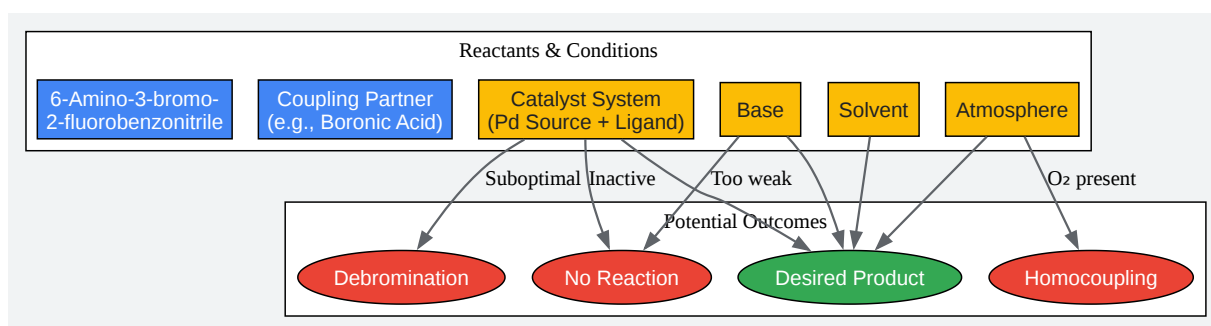 Reactants & Conditions
6-Amino-3-bromo-
2-fluorobenzonitrile
Coupling Partner
(e.g., Boronic Acid)
Catalyst System
(Pd Source + Ligand)
Base
Solvent
Atmosphere
Suboptimal
Inactive
Too weak
O₂ present
Potential Outcomes
Debromination
No Reaction
Desired Product
Homocoupling